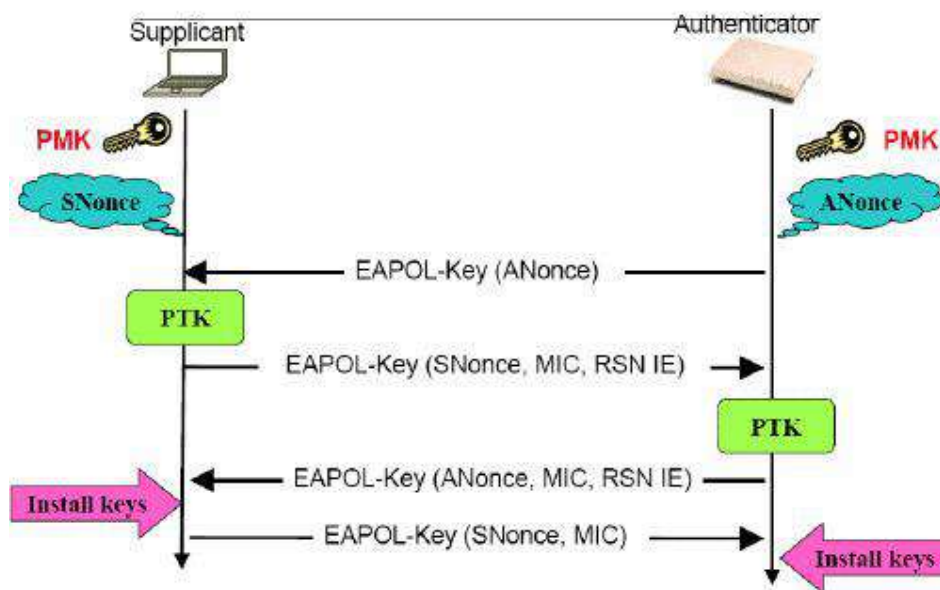 Supplicant
Authenticator
PMK
PMK
SNonce
ANonce
EAPOL-Key (ANonce)
PTK
EAPOL-Key (SNonce, MIC, RSN IE)
PTK
EAPOL-Key (ANonce, MIC, RSN IE)
Install keys
EAPOL-Key (SNonce, MIC)
Install keys